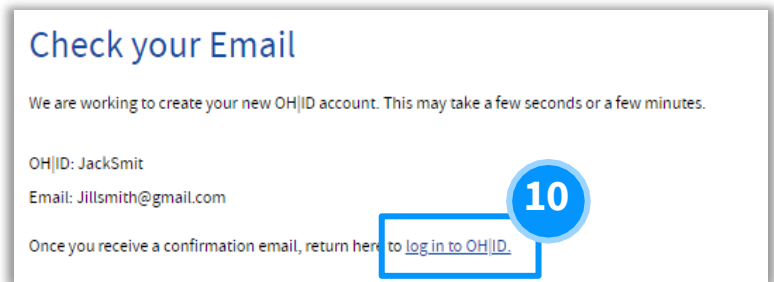 Check your Email
We are working to create your new OH|ID account. This may take a few seconds or a few minutes.
OH|ID: JackSmit
Email: Jillsmith@gmail.com
10
Once you receive a confirmation email, return here to log in to OH|ID.